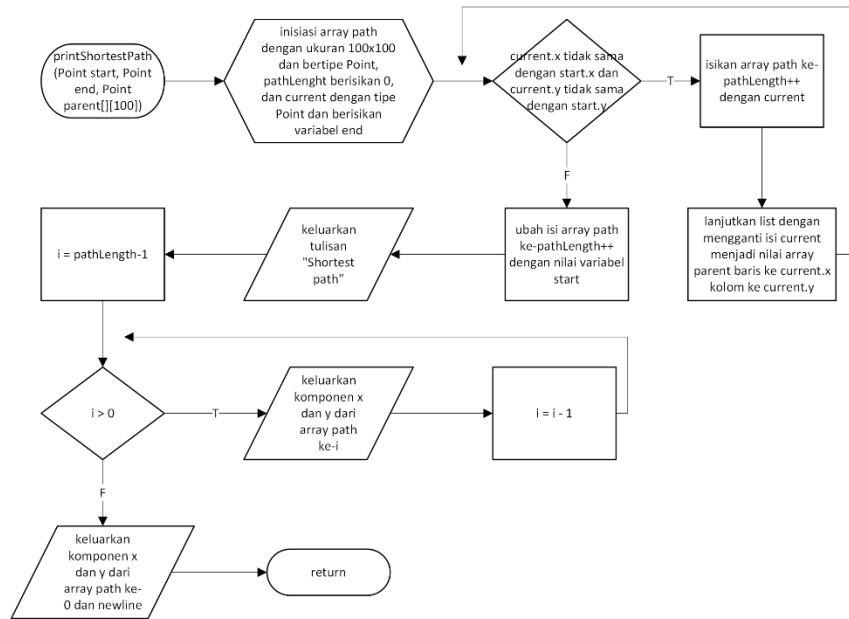 printShortestPath
(Point start, Point
end, Point
parent[][100])
inisiasi array path
dengan ukuran 100x100
dan bertipe Point,
pathLenght berisikan 0,
dan current dengan tipe
Point dan berisikan
variabel end
current.x tidak sama
dengan start.x dan
current.y tidak sama
dengan start.y
T
isikan array path ke-
pathLength++
dengan current
F
lanjutkan list dengan
mengganti isi current
menjadi nilai array
parent baris ke current.x
kolom ke current.y
ubah isi array path
ke-pathLength++
dengan nilai variabel
start
keluarkan
tulisan
"Shortest
path"
i = pathLength-1
i > 0
T
keluarkan
komponen x
dan y dari
array path
ke-i
i = i - 1
F
keluarkan
komponen x
dan y dari
array path ke-
0 dan newline
return